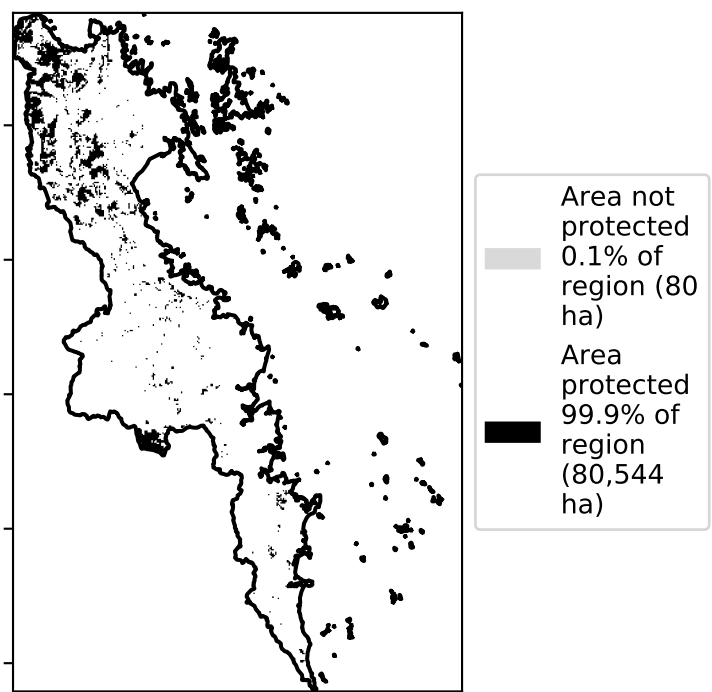 Area not
protected
0.1% of
region (80
ha)
Area
protected
99.9% of
region
(80,544
ha)